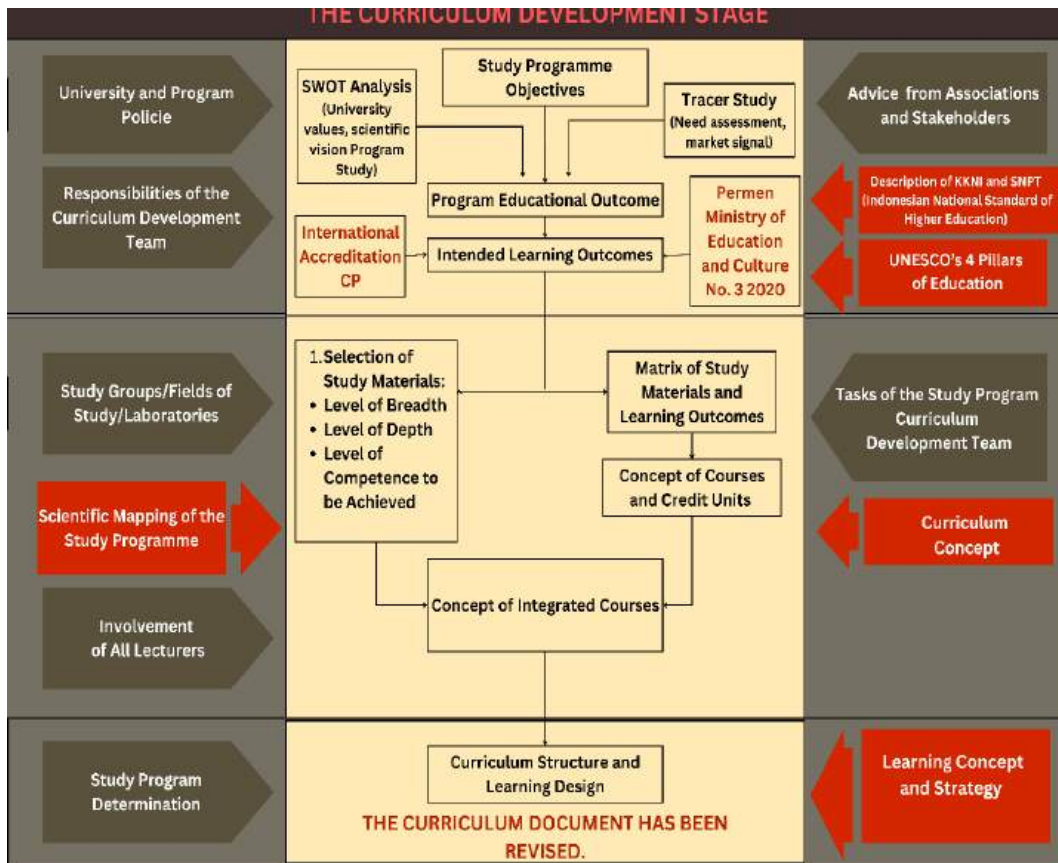 THE CURRICULUM DEVELOPMENT STAGE
University and Program
Policie
Responsibilities of the
Curriculum Development
Team
SWOT Analysis
(University
values, scientific
vision Program
Study)
Study Programme
Objectives
Tracer Study
(Need assessment,
market signal)
Program Educational Outcome
International
Accreditation
CP
Intended Learning Outcomes
Permen
Ministry of
Education
and Culture
No. 3 2020
Advice from Associations
and Stakeholders
Description of KKNI and SNPT
(Indonesian National Standard of
Higher Education)
UNESCO's 4 Pillars
of Education
Study Groups/Fields of
Study/Laboratories
Scientific Mapping of the
Study Programme
Involvement
of All Lecturers
1. Selection of
Study Materials:
• Level of Breadth
• Level of Depth
• Level of
Competence to
be Achieved
Matrix of Study
Materials and
Learning Outcomes
Concept of Courses
and Credit Units
Concept of Integrated Courses
Tasks of the Study Program
Curriculum
Development Team
Curriculum
Concept
Study Program
Determination
Curriculum Structure and
Learning Design
THE CURRICULUM DOCUMENT HAS BEEN
REVISED.
Learning Concept
and Strategy